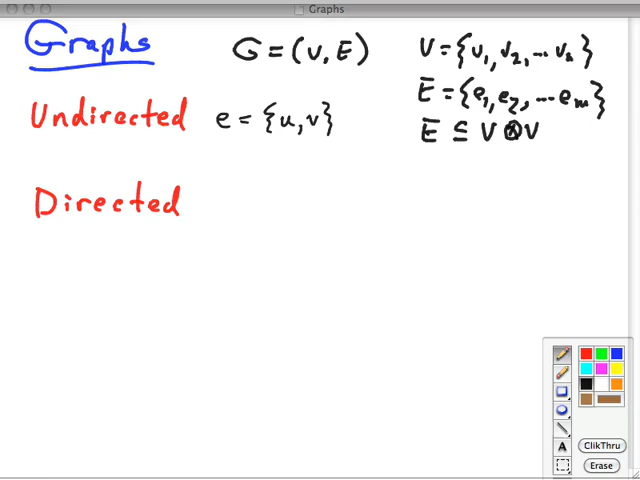 Graphs
Graphs G = (V, E) V = {v1, v2, ... vn}
E = {e1, e2, ... em}
Undirected e = {u, v}
E ⊆ V ⊗ V
Directed
A
ClikThru
Erase